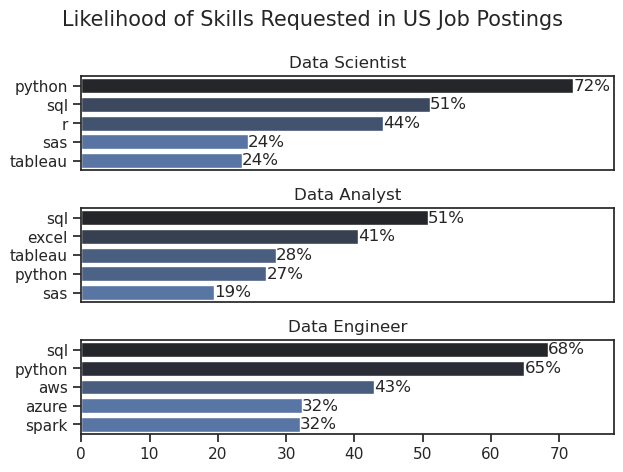 Likelihood of Skills Requested in US Job Postings
Data Scientist
python 72%
sql 51%
r 44%
sas 24%
tableau 24%
Data Analyst
sql 51%
excel 41%
tableau 28%
python 27%
sas 19%
Data Engineer
sql 68%
python 65%
aws 43%
azure 32%
spark 32%
0 10 20 30 40 50 60 70